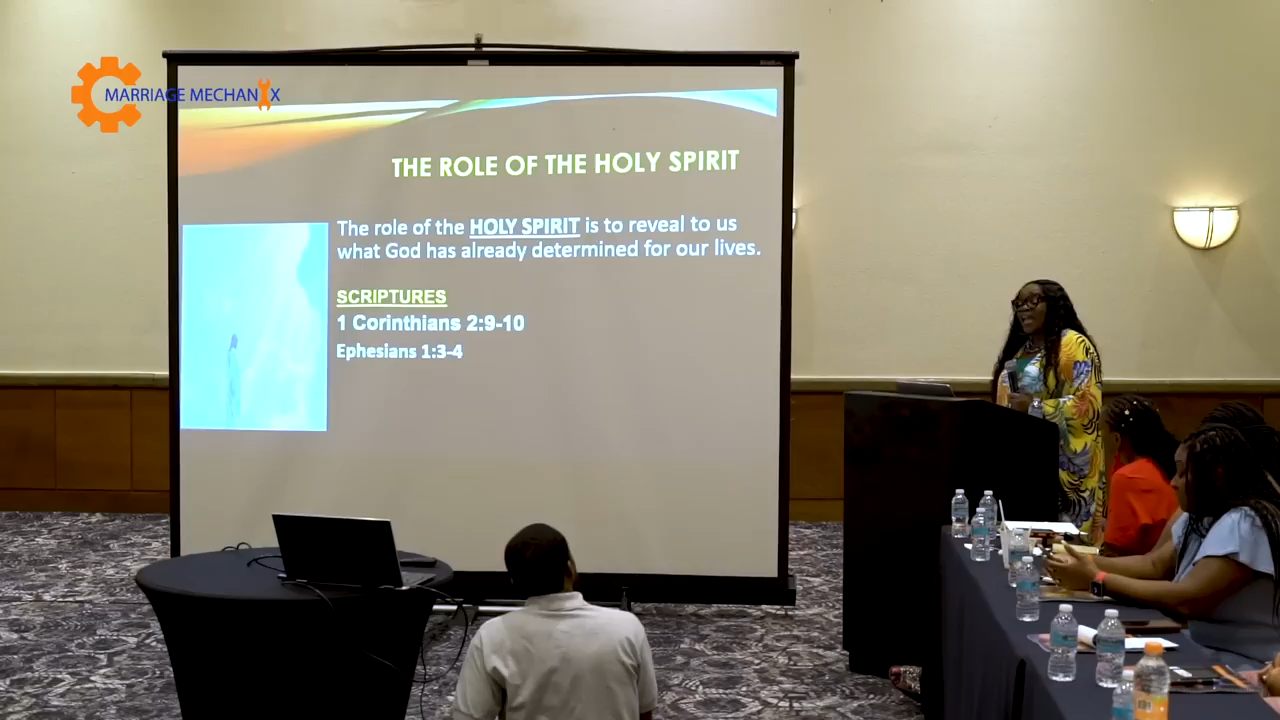 MARRIAGE MECHANIX
THE ROLE OF THE HOLY SPIRIT
The role of the HOLY SPIRIT is to reveal to us
what God has already determined for our lives.
SCRIPTURES
1 Corinthians 2:9-10
Ephesians 1:3-4